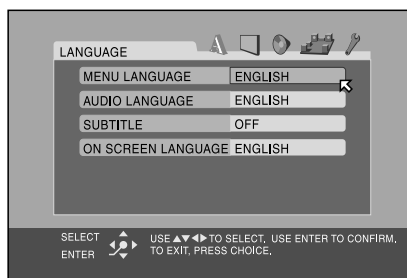 LANGUAGE
MENU LANGUAGE ENGLISH
AUDIO LANGUAGE ENGLISH
SUBTITLE OFF
ON SCREEN LANGUAGE ENGLISH
SELECT USE ▲▼◀▶ TO SELECT, USE ENTER TO CONFIRM.
ENTER TO EXIT, PRESS CHOICE.